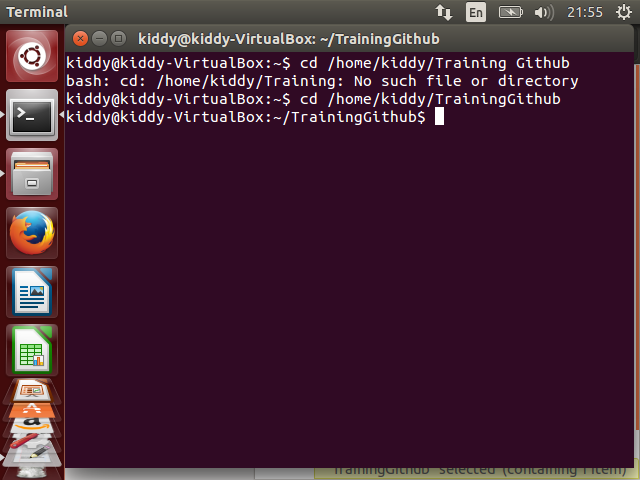 Terminal
En
21:55
kiddy@kiddy-VirtualBox: ~/TrainingGithub
kiddy@kiddy-VirtualBox:~$ cd /home/kiddy/Training Github
bash: cd: /home/kiddy/Training: No such file or directory
kiddy@kiddy-VirtualBox:~$ cd /home/kiddy/TrainingGithub
kiddy@kiddy-VirtualBox:~/TrainingGithub$
"TrainingGithub" selected (containing 1 item)